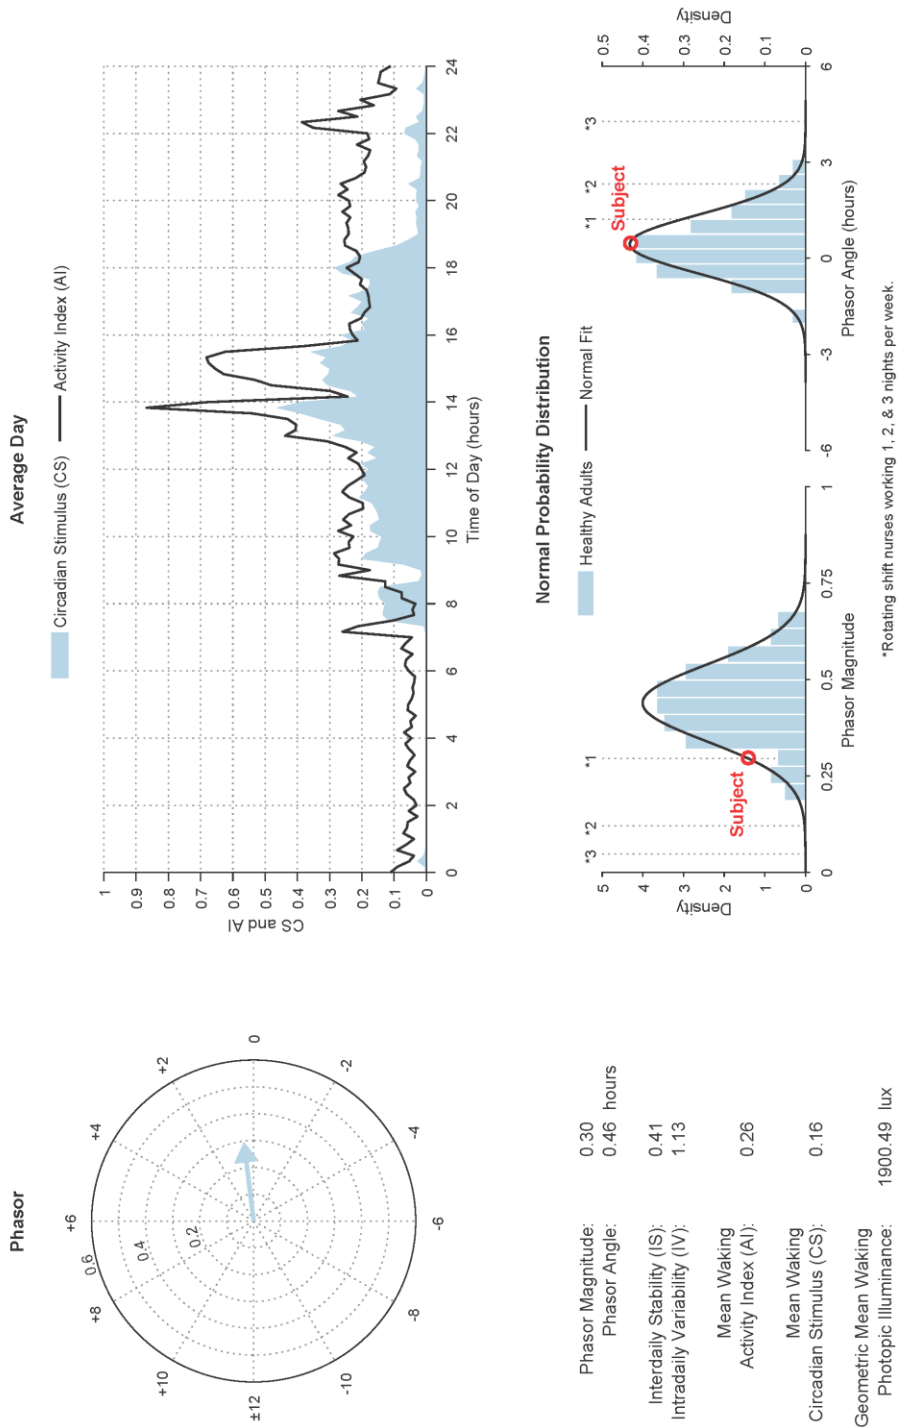 Phasor
0
+2
+4
+6
+8
+10
±12
-10
-8
-6
-4
-2
0.2
0.4
0.6
Average Day
Circadian Stimulus (CS)
Activity Index (AI)
CS and AI
1
0.9
0.8
0.7
0.6
0.5
0.4
0.3
0.2
0.1
0
0 2 4 6 8 10 12 14 16 18 20 22 24
Time of Day (hours)
Phasor Magnitude: 0.30
Phasor Angle: 0.46 hours
Interdaily Stability (IS): 0.41
Intradaily Variability (IV): 1.13
Mean Waking
Activity Index (AI): 0.26
Mean Waking
Circadian Stimulus (CS): 0.16
Geometric Mean Waking
Photopic Illuminance: 1900.49 lux
Normal Probability Distribution
Healthy Adults
Normal Fit
Density
5
4
3
2
1
0
*3 *2 *1
Subject
0 0.25 0.5 0.75 1
Phasor Magnitude
*1 *2 *3
Subject
-6 -3 0 3 6
Phasor Angle (hours)
0.5
0.4
0.3
0.2
0.1
0
Density
*Rotating shift nurses working 1, 2, & 3 nights per week.